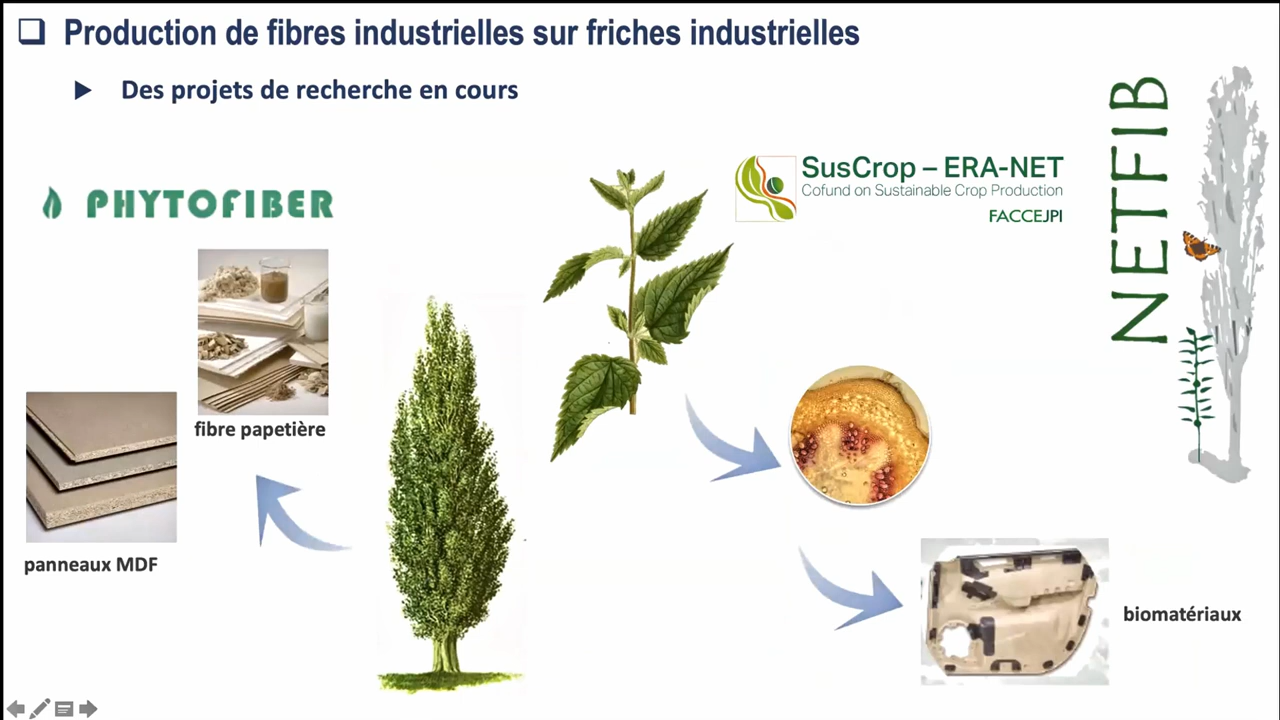 Production de fibres industrielles sur friches industrielles
Des projets de recherche en cours
PHYTOFIBER
SusCrop – ERA-NET
Cofund on Sustainable Crop Production
FACCEJPI
NETFIB
fibre papetière
panneaux MDF
biomatériaux